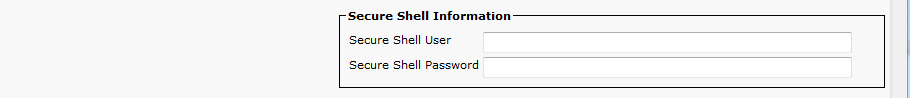 Secure Shell Information
Secure Shell User
Secure Shell Password